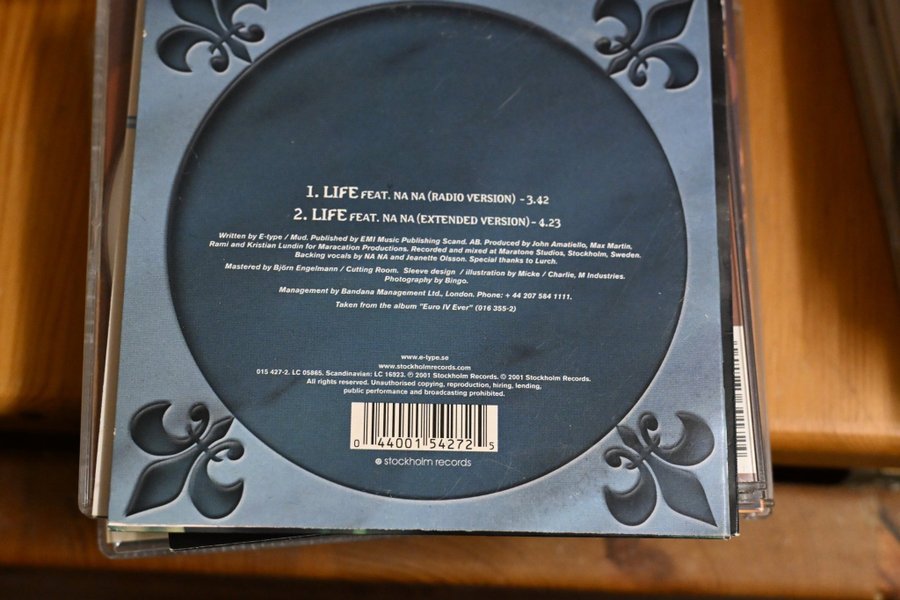 1. LIFE FEAT. NA NA (RADIO VERSION) - 3.42
2. LIFE FEAT. NA NA (EXTENDED VERSION) - 4.23
Written by E-type / Mud. Published by EMI Music Publishing Scand. AB. Produced by John Amatiello, Max Martin,
Rami and Kristian Lundin for Maracation Productions. Recorded and mixed at Maratone Studios, Stockholm, Sweden.
Backing vocals by NA NA and Jeanette Olsson. Special thanks to Lurch.
Mastered by Björn Engelmann / Cutting Room. Sleeve design / illustration by Micke / Charlie, M Industries.
Photography by Bingo.
Management by Bandana Management Ltd., London. Phone: + 44 207 584 1111.
Taken from the album "Euro IV Ever" (016 355-2)
www.e-type.se
www.stockholmrecords.com
015 427-2. LC 05865. Scandinavian: LC 16923. ℗ 2001 Stockholm Records. © 2001 Stockholm Records.
All rights reserved. Unauthorised copying, reproduction, hiring, lending,
public performance and broadcasting prohibited.
0 44001 54272 5
stockholm records